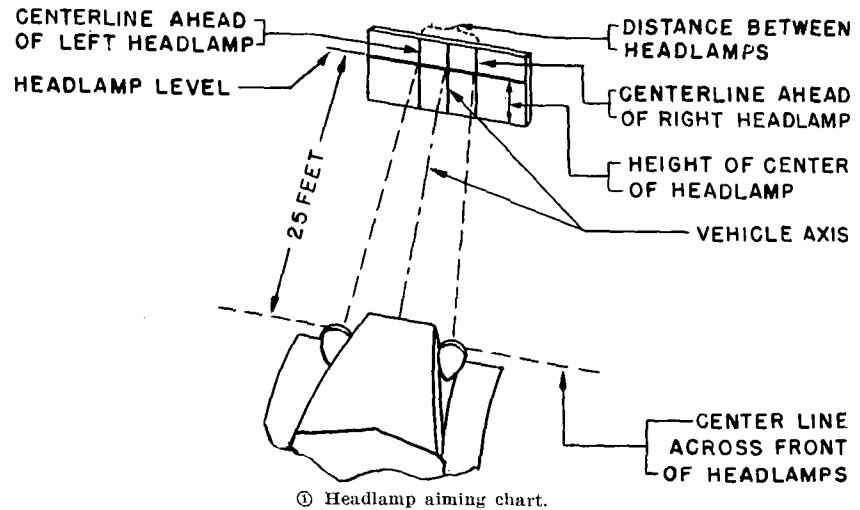 CENTERLINE AHEAD
OF LEFT HEADLAMP
HEADLAMP LEVEL
DISTANCE BETWEEN
HEADLAMPS
CENTERLINE AHEAD
OF RIGHT HEADLAMP
HEIGHT OF CENTER
OF HEADLAMP
VEHICLE AXIS
25 FEET
CENTER LINE
ACROSS FRONT
OF HEADLAMPS
① Headlamp aiming chart.